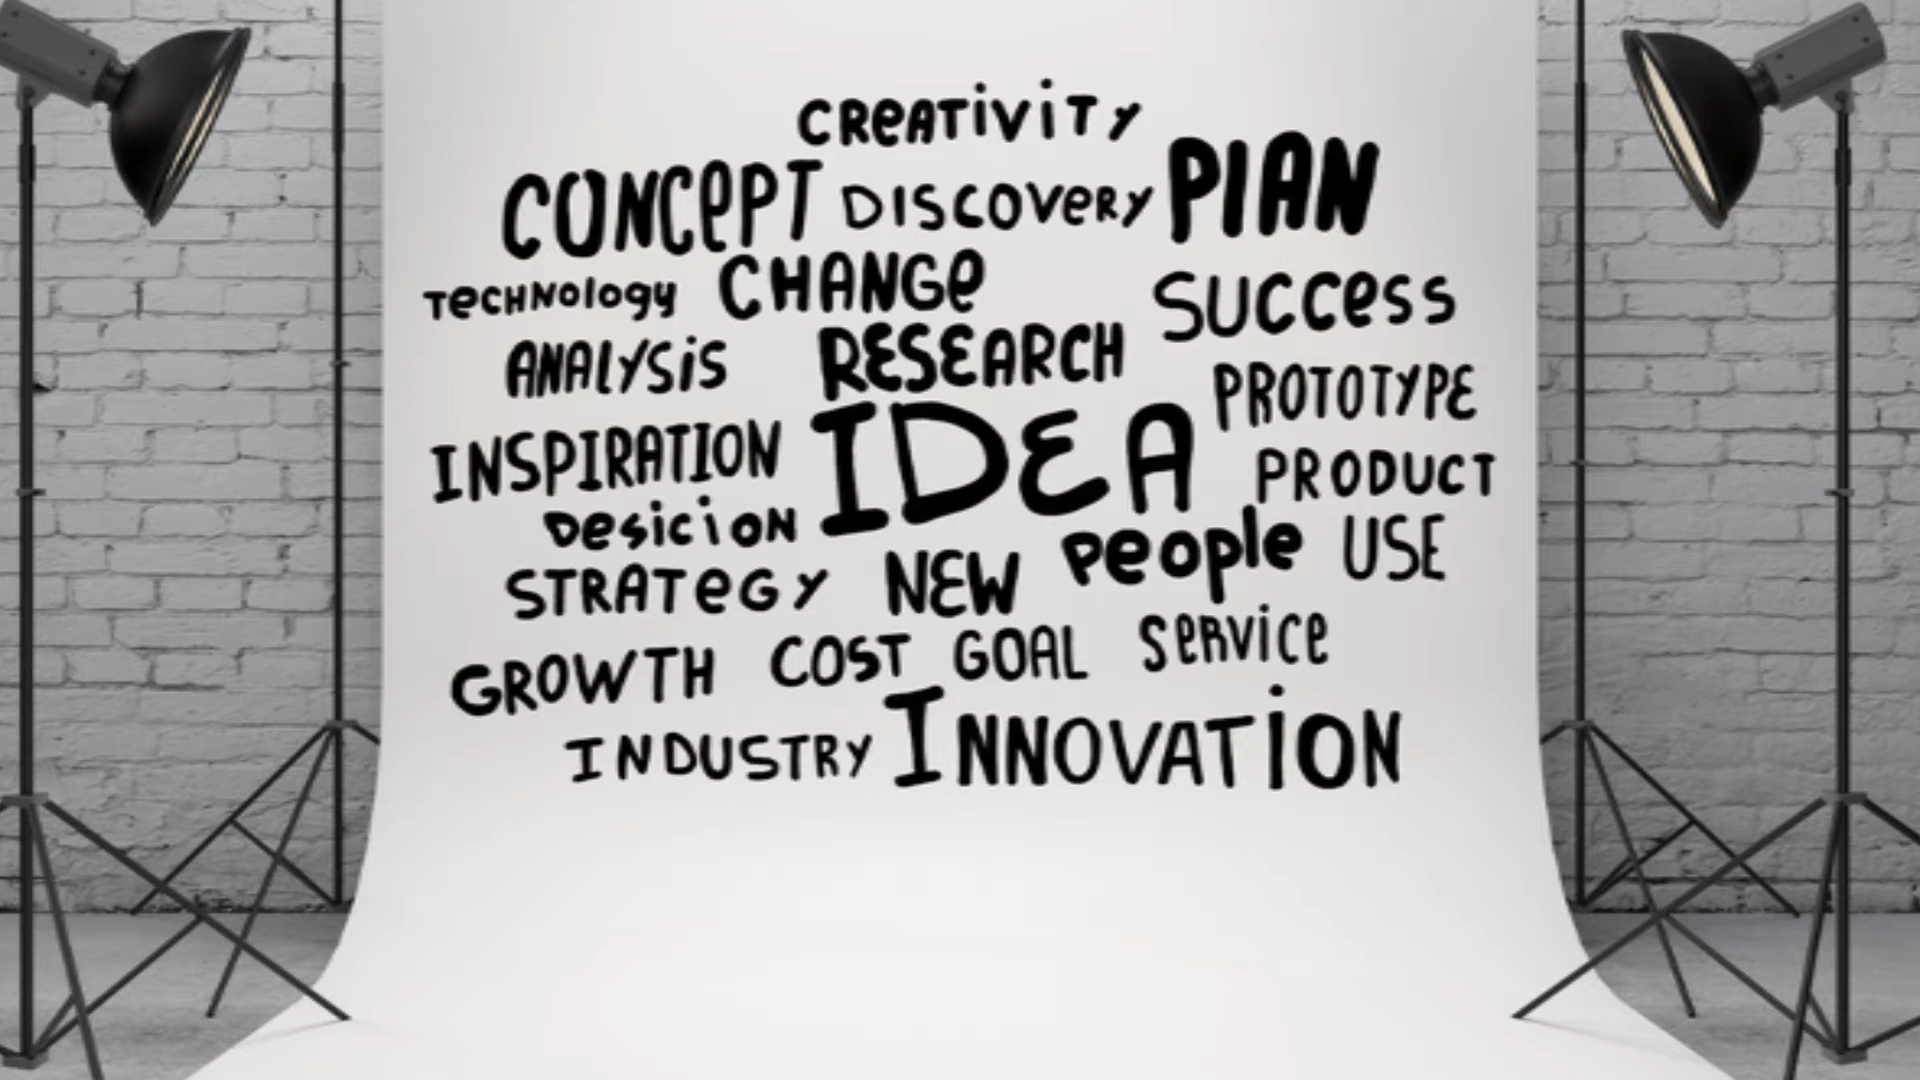 CReATiViTY
CONCePT DISCOVeRY PlAN
TeCHNology CHANGe SUCCeSS
ANAlYSiS RESEARCH PROTOTYPE
INSPIRATION IDEA PRODUCT
Desicion NEW People USE
STRATeGY
GROWTH COST GOAL SeRVice
INDUSTRY INNOVATiON